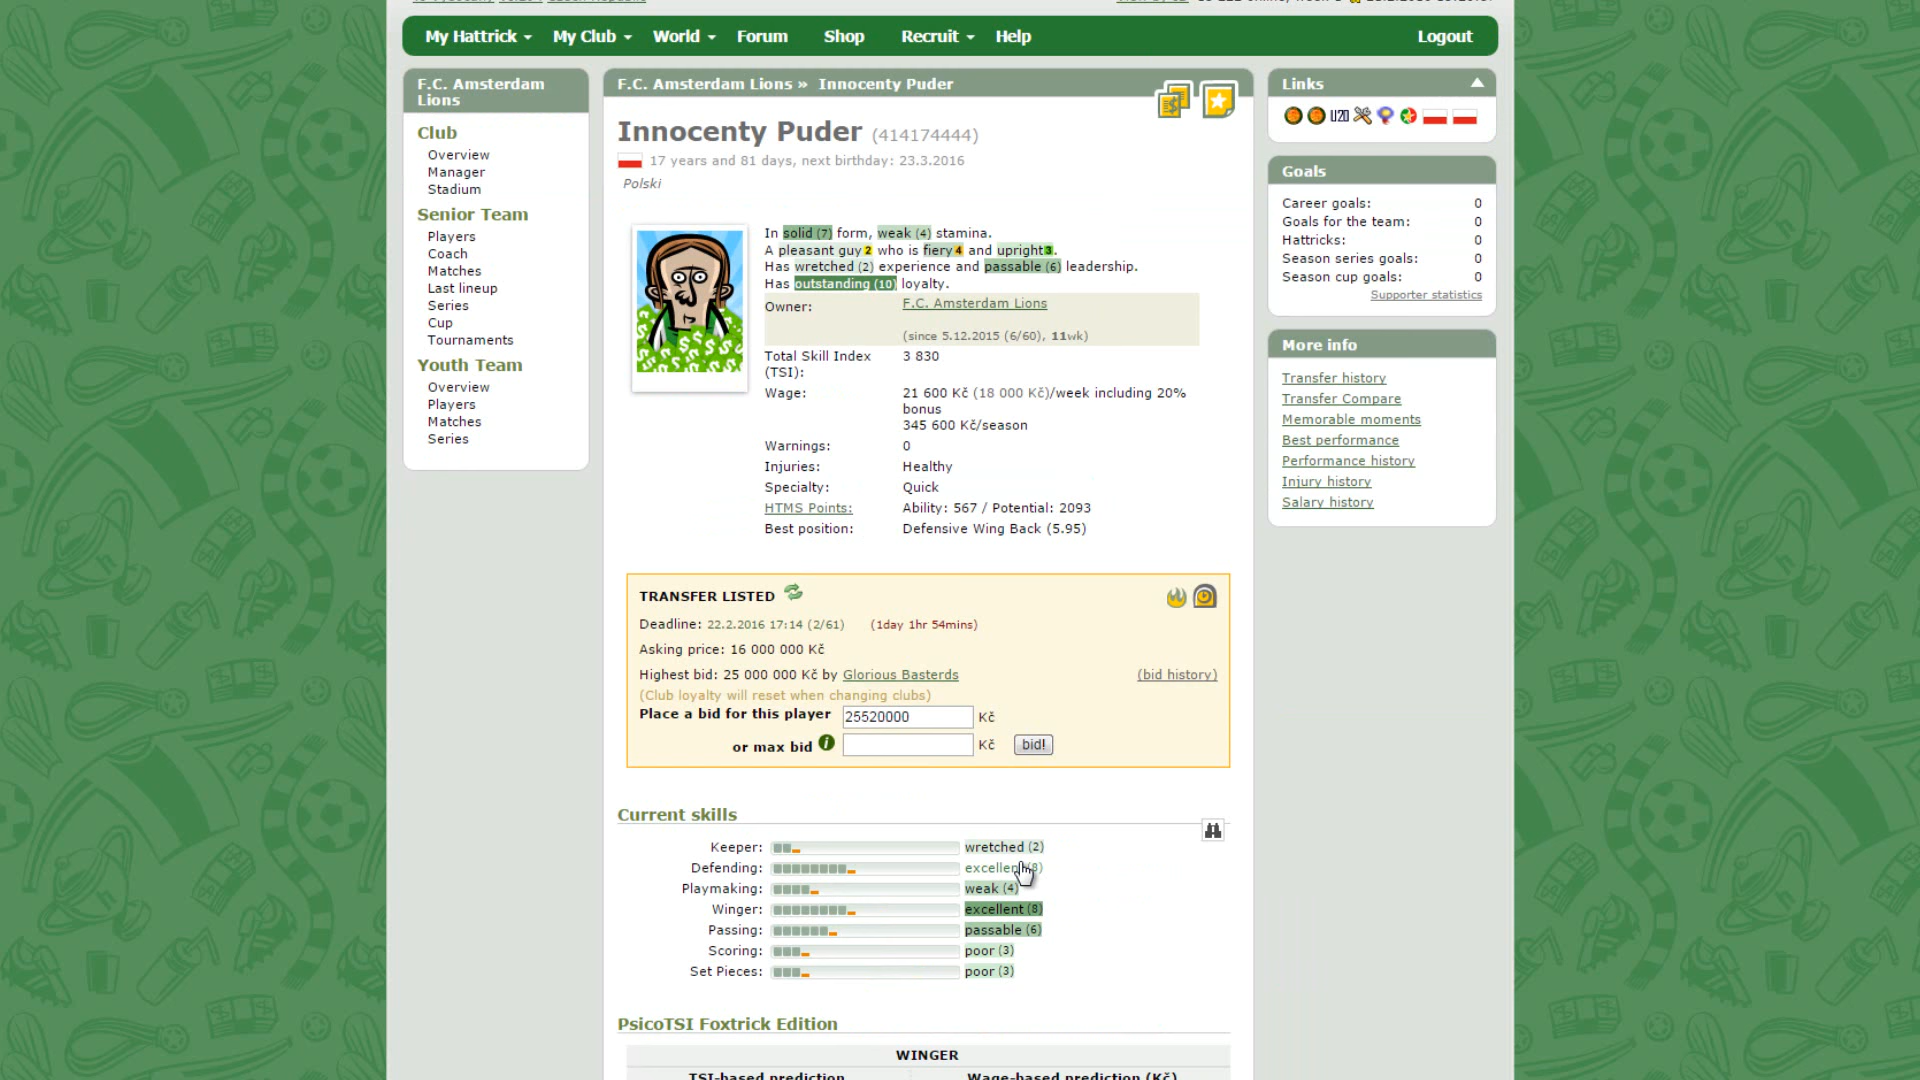 My Hattrick My Club World Forum Shop Recruit Help Logout
F.C. Amsterdam
Lions
Club
Overview
Manager
Stadium
Senior Team
Players
Coach
Matches
Last lineup
Series
Cup
Tournaments
Youth Team
Overview
Players
Matches
Series
F.C. Amsterdam Lions » Innocenty Puder
Innocenty Puder (414174444)
17 years and 81 days, next birthday: 23.3.2016
Polski
In solid (7) form, weak (4) stamina.
A pleasant guy 2 who is fiery 4 and upright 3.
Has wretched (2) experience and passable (6) leadership.
Has outstanding (10) loyalty.
Owner: F.C. Amsterdam Lions
(since 5.12.2015 (6/60), 11wk)
Total Skill Index 3 830
(TSI):
Wage: 21 600 Kč (18 000 Kč)/week including 20%
bonus
345 600 Kč/season
Warnings: 0
Injuries: Healthy
Specialty: Quick
HTMS Points: Ability: 567 / Potential: 2093
Best position: Defensive Wing Back (5.95)
TRANSFER LISTED
Deadline: 22.2.2016 17:14 (2/61) (1day 1hr 54mins)
Asking price: 16 000 000 Kč
Highest bid: 25 000 000 Kč by Glorious Basterds (bid history)
(Club loyalty will reset when changing clubs)
Place a bid for this player 25520000 Kč
or max bid Kč bid!
Current skills
Keeper: wretched (2)
Defending: excellent (8)
Playmaking: weak (4)
Winger: excellent (8)
Passing: passable (6)
Scoring: poor (3)
Set Pieces: poor (3)
PsicoTSI Foxtrick Edition
WINGER
TSI-based prediction Wage-based prediction (Kč)
Links
U20
Goals
Career goals: 0
Goals for the team: 0
Hattricks: 0
Season series goals: 0
Season cup goals: 0
Supporter statistics
More info
Transfer history
Transfer Compare
Memorable moments
Best performance
Performance history
Injury history
Salary history